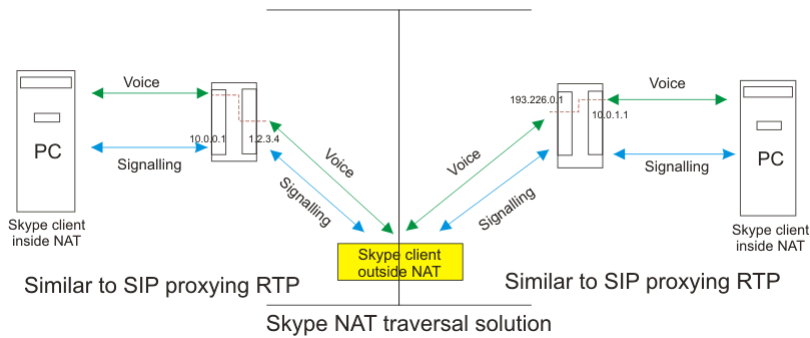 Voice
PC
10.0.0.1
1.2.3.4
Signalling
Skype client
inside NAT
Voice
Signalling
Similar to SIP proxying RTP
Skype client
outside NAT
193.226.0.1
10.0.1.1
Voice
PC
Signalling
Skype client
inside NAT
Voice
Signalling
Similar to SIP proxying RTP
Skype NAT traversal solution